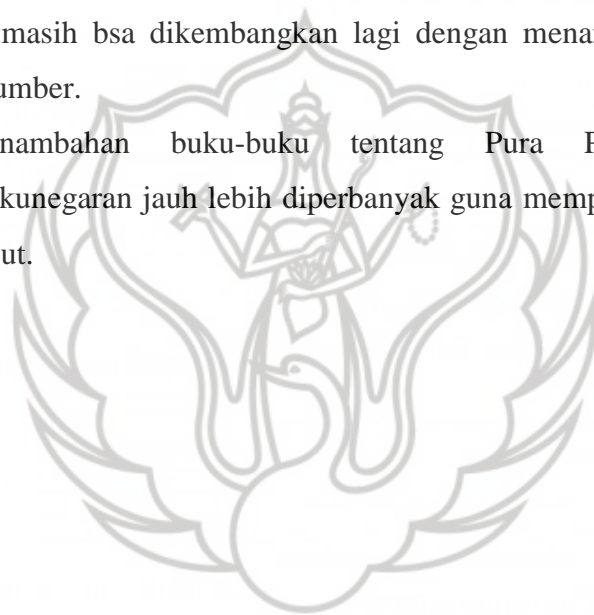 masih bsa dikembangkan lagi dengan mena
umber.
nambahan buku-buku tentang Pura P
kunegaran jauh lebih diperbanyak guna memp
ut.